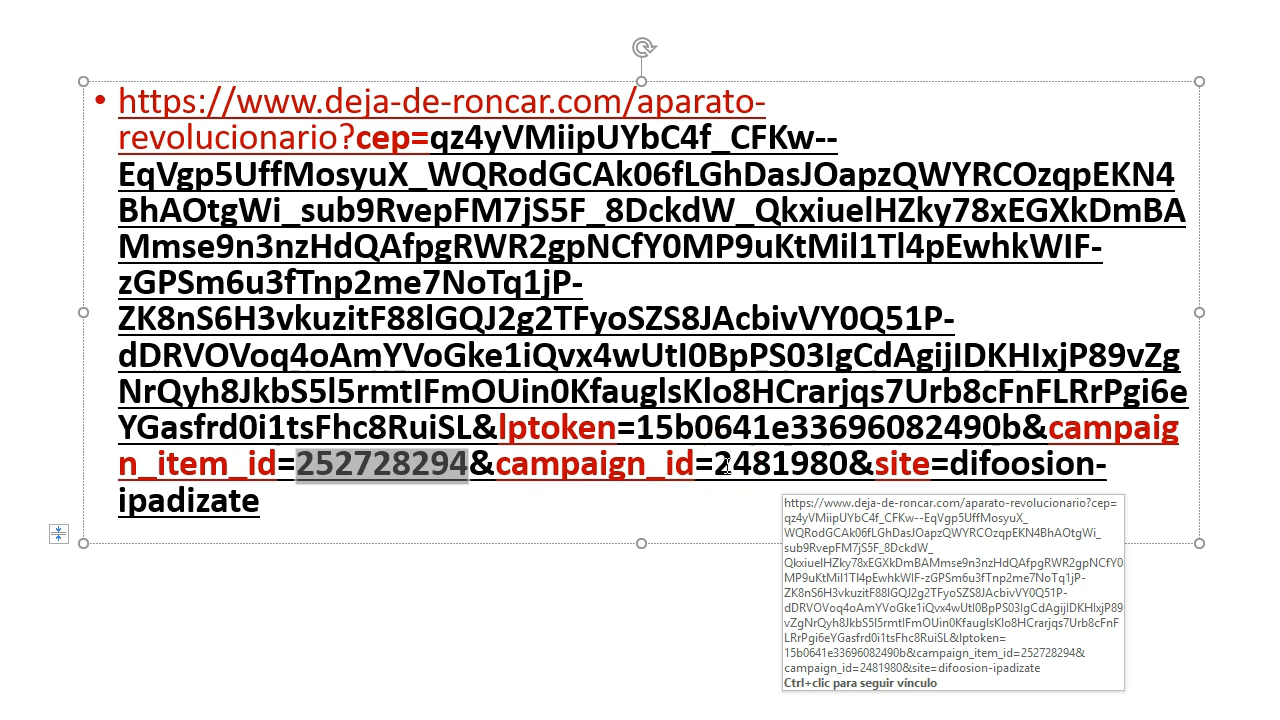 • https://www.deja-de-roncar.com/aparato-
revolucionario?cep=qz4yVMiipUYbC4f_CFKw--
EqVgp5UffMosyuX_WQRodGCAk06fLGhDasJOapzQWYRCOzqpEKN4
BhAOtgWi_sub9RvepFM7jS5F_8DckdW_QkxiuelHZky78xEGXkDmBA
Mmse9n3nzHdQAfpgRWR2gpNCfY0MP9uKtMil1Tl4pEwhkWIF-
zGPSm6u3fTnp2me7NoTq1jP-
ZK8nS6H3vkuzitF88lGQJ2g2TFyoSZS8JAcbivVY0Q51P-
dDRVOVoq4oAmYVoGke1iQvx4wUtI0BpPS03IgCdAgijIDKHIxjP89vZg
NrQyh8JkbS5l5rmtIFmOUin0KfauglsKlo8HCrarjqs7Urb8cFnFLRrPgi6e
YGasfrd0i1tsFhc8RuiSL&lptoken=15b0641e33696082490b&campaig
n_item_id=252728294&campaign_id=2481980&site=difoosion-
ipadizate
https://www.deja-de-roncar.com/aparato-revolucionario?cep=
qz4yVMiipUYbC4f_CFKw--EqVgp5UffMosyuX_
WQRodGCAk06fLGhDasJOapzQWYRCOzqpEKN4BhAOtgWi_
sub9RvepFM7jS5F_8DckdW_
QkxiuelHZky78xEGXkDmBAMmse9n3nzHdQAfpgRWR2gpNCfY0
MP9uKtMil1Tl4pEwhkWIF-zGPSm6u3fTnp2me7NoTq1jP-
ZK8nS6H3vkuzitF88lGQJ2g2TFyoSZS8JAcbivVY0Q51P-
dDRVOVoq4oAmYVoGke1iQvx4wUtI0BpPS03IgCdAgijIDKHIxjP89
vZgNrQyh8JkbS5l5rmtIFmOUin0KfauglsKlo8HCrarjqs7Urb8cFnF
LRrPgi6eYGasfrd0i1tsFhc8RuiSL&lptoken=
15b0641e33696082490b&campaign_item_id=252728294&
campaign_id=2481980&site=difoosion-ipadizate
Ctrl+clic para seguir vínculo